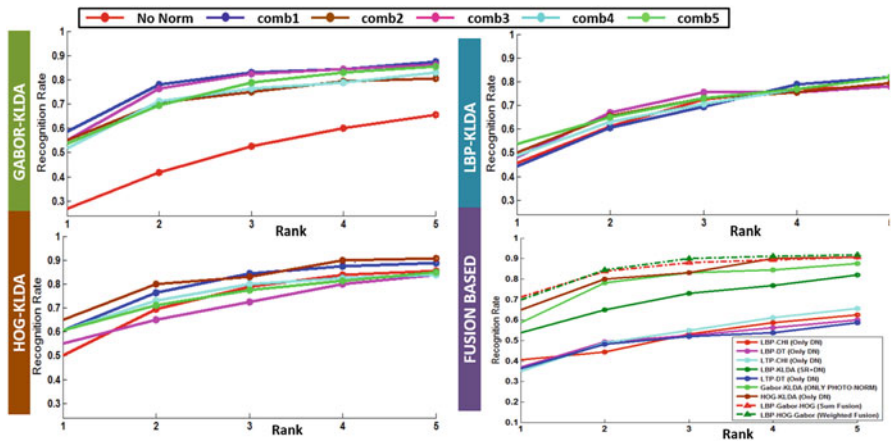 No Norm comb1 comb2 comb3 comb4 comb5
GABOR-KLDA
Recognition Rate
1
0.9
0.8
0.7
0.6
0.5
0.4
0.3
1 2 3 4 5
Rank
LBP-KLDA
Recognition Rate
1
0.9
0.8
0.7
0.6
0.5
0.4
0.3
1 2 3 4
Rank
HOG-KLDA
Recognition Rate
1
0.9
0.8
0.7
0.6
0.5
0.4
0.3
1 2 3 4 5
Rank
FUSION BASED
Recognition Rate
0.9
0.8
0.7
0.6
0.5
0.4
0.3
0.2
0.1
1 2 3 4 5
Rank
LBP-CHI (Only DN)
LBP-DT (Only DN)
LTP-CHI (Only DN)
LBP-KLDA (SR+DN)
LTP-DT (Only DN)
Gabor-KLDA (ONLY PHOTO NORM)
HOG-KLDA (Only DN)
LBP-Gabor HOG (Sum Fusion)
LBP HOG-Gabor (Weighted Fusion)